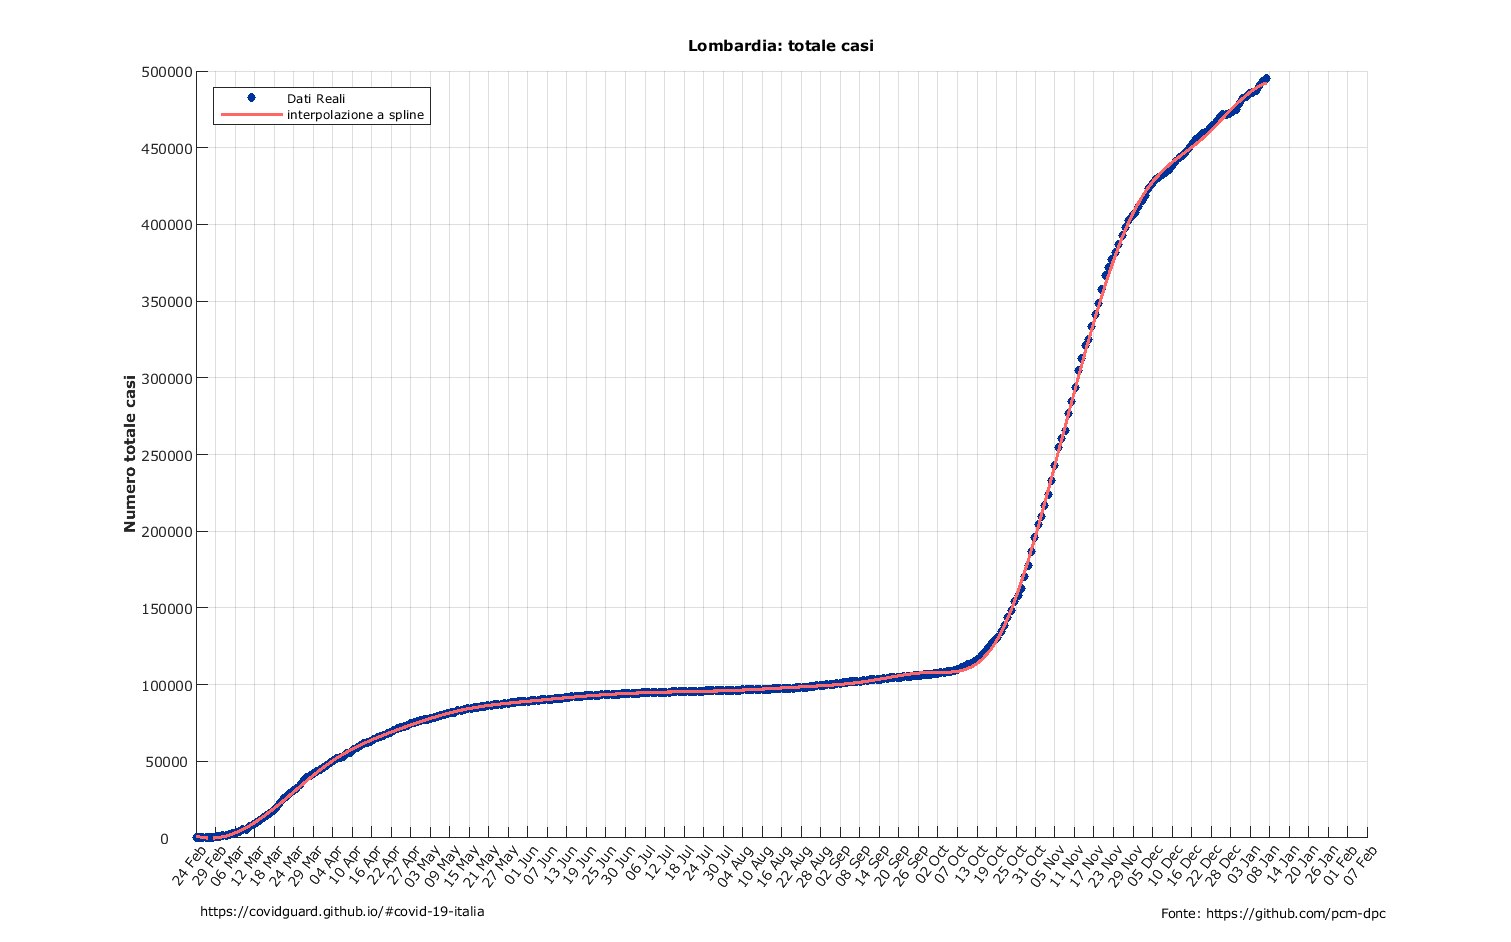 Lombardia: totale casi
Dati Reali
interpolazione a spline
Numero totale casi
500000
450000
400000
350000
300000
250000
200000
150000
100000
50000
0
24 Feb
29 Feb
06 Mar
12 Mar
18 Mar
24 Mar
29 Mar
04 Apr
10 Apr
16 Apr
22 Apr
27 Apr
03 May
09 May
15 May
21 May
27 May
01 Jun
07 Jun
13 Jun
19 Jun
25 Jun
30 Jun
06 Jul
12 Jul
18 Jul
24 Jul
30 Jul
04 Aug
10 Aug
16 Aug
22 Aug
28 Aug
02 Sep
08 Sep
14 Sep
20 Sep
26 Oct
02 Oct
07 Oct
13 Oct
19 Oct
25 Oct
31 Nov
05 Nov
11 Nov
17 Nov
23 Nov
29 Dec
05 Dec
10 Dec
16 Dec
22 Dec
28 Jan
03 Jan
08 Jan
14 Jan
20 Jan
26 Feb
01 Feb
07 Feb
https://covidguard.github.io/#covid-19-italia
Fonte: https://github.com/pcm-dpc